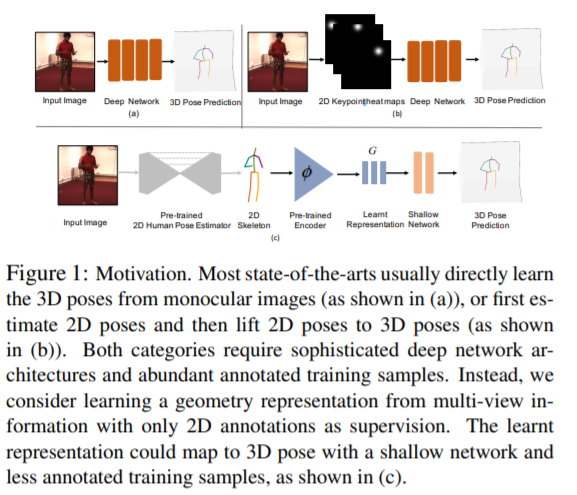 Input Image Deep Network 3D Pose Prediction
(a)
Input Image 2D Keypointheatmaps Deep Network 3D Pose Prediction
(b)
G
ϕ
Input Image
Pre-trained
2D Human Pose Estimator
2D
Skeleton
Pre-trained
Encoder
Learnt
Representation
Shallow
Network
3D Pose
Prediction
(c)
Figure 1: Motivation. Most state-of-the-arts usually directly learn
the 3D poses from monocular images (as shown in (a)), or first es-
timate 2D poses and then lift 2D poses to 3D poses (as shown
in (b)). Both categories require sophisticated deep network ar-
chitectures and abundant annotated training samples. Instead, we
consider learning a geometry representation from multi-view in-
formation with only 2D annotations as supervision. The learnt
representation could map to 3D pose with a shallow network and
less annotated training samples, as shown in (c).